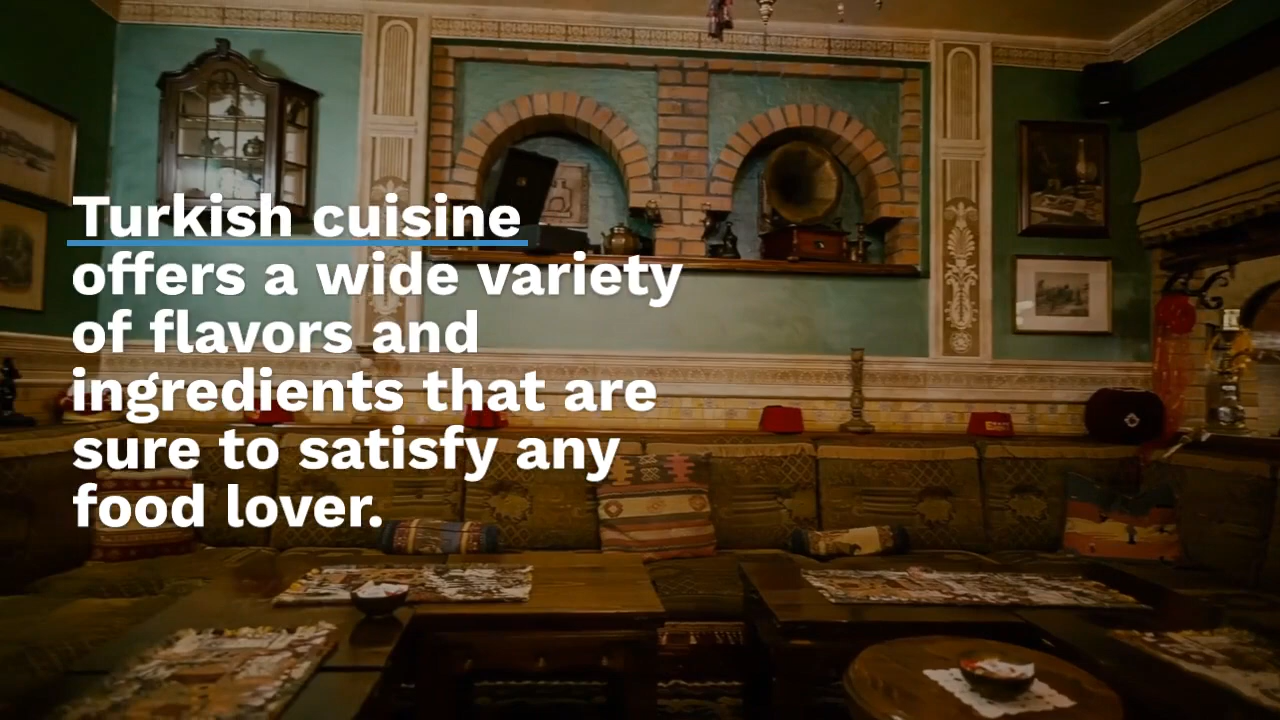 Turkish cuisine
offers a wide variety
of flavors and
ingredients that are
sure to satisfy any
food lover.